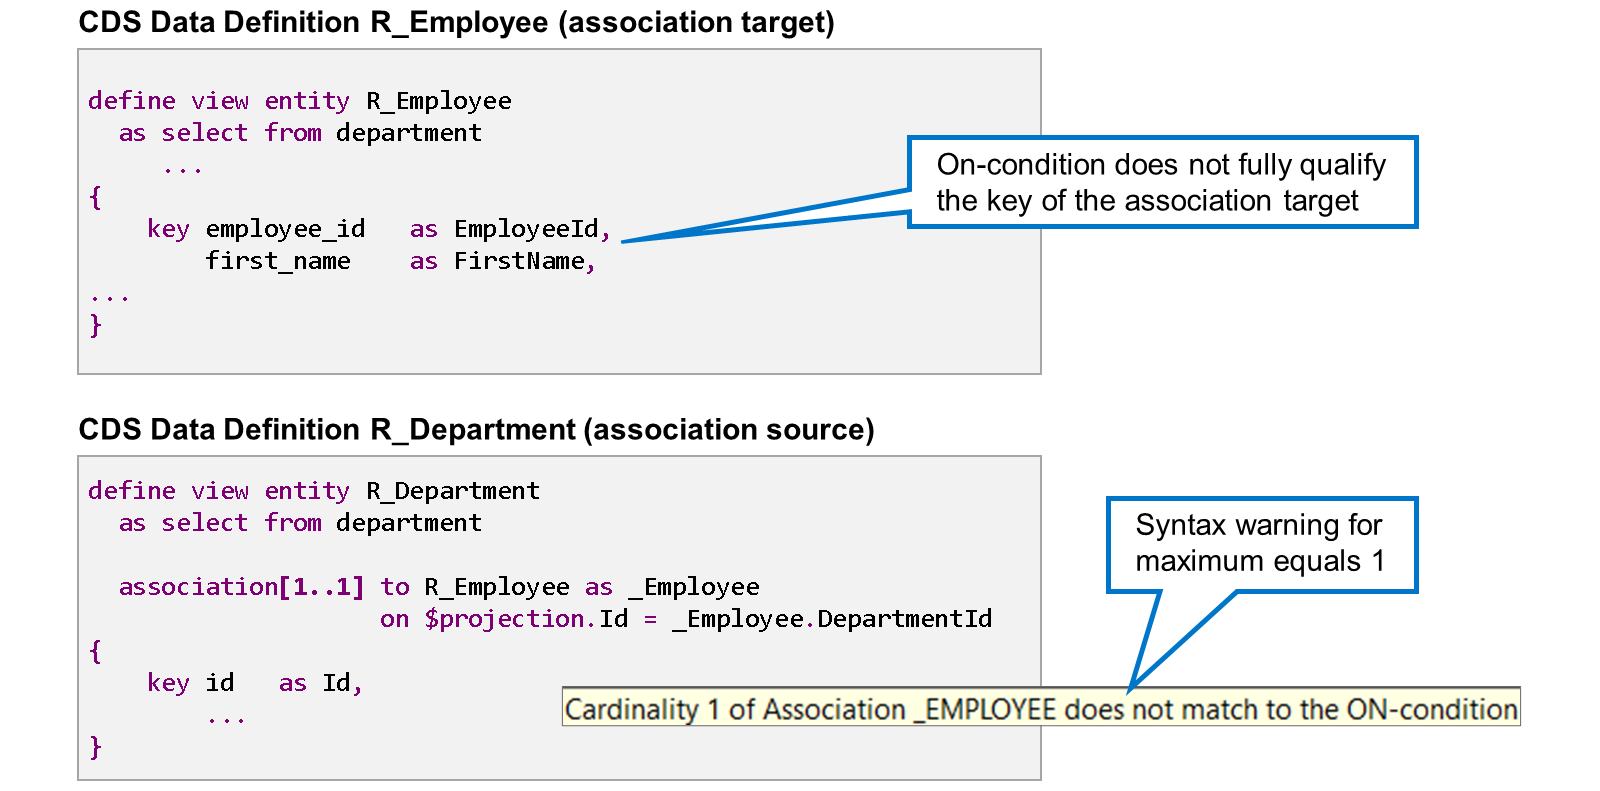 CDS Data Definition R_Employee (association target)
define view entity R_Employee
as select from department
...
{
key employee_id as EmployeeId,
first_name as FirstName,
...
}
On-condition does not fully qualify
the key of the association target
CDS Data Definition R_Department (association source)
define view entity R_Department
as select from department
association[1..1] to R_Employee as _Employee
on $projection.Id = _Employee.DepartmentId
{
key id as Id,
...
}
Syntax warning for
maximum equals 1
Cardinality 1 of Association _EMPLOYEE does not match to the ON-condition